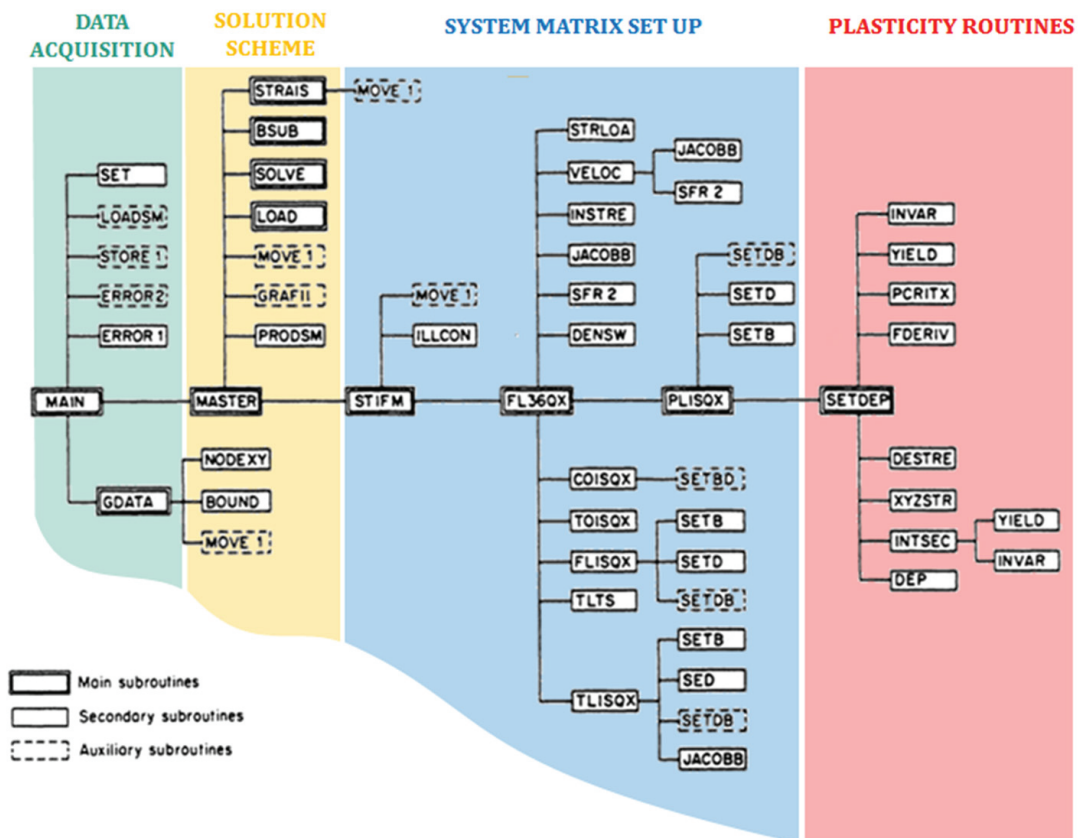 DATA
ACQUISITION
SOLUTION
SCHEME
SYSTEM MATRIX SET UP
PLASTICITY ROUTINES
SET
LOADSM
STORE 1
ERROR2
ERROR 1
MAIN
GDATA
STRAIS
MOVE 1
BSUB
SOLVE
LOAD
MOVE 1
GRAFII
PRODSM
MASTER
NODEXY
BOUND
MOVE 1
MOVE 1
ILLCON
STIFM
STRLOA
VELOC
JACOBB
SFR 2
INSTRE
JACOBB
SFR 2
DENSW
FL36QX
COISQX
SETBD
TOISQX
FLISQX
SETB
SETD
SETDB
TLTS
TLISQX
SETB
SED
SETDB
JACOBB
SETDB
SETD
SETB
PLISQX
INVAR
YIELD
PCRITX
FDERIV
SETDEP
DESTRE
XYZSTR
INTSEC
YIELD
INVAR
DEP
Main subroutines
Secondary subroutines
Auxiliary subroutines